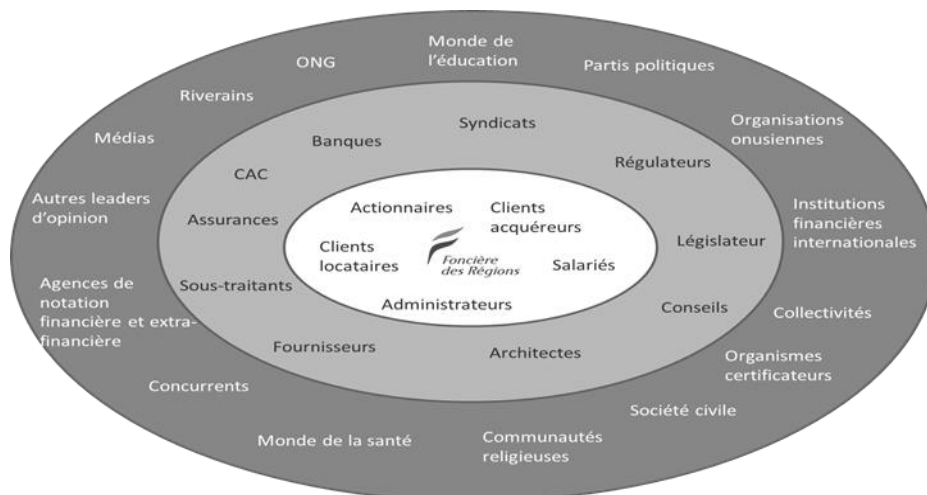 Monde de
l'éducation
ONG
Partis politiques
Riverains
Médias
Organisations
onusiennes
Autres leaders
d'opinion
Institutions
financières
internationales
Agences de
notation
financière et extra-
financière
Collectivités
Organismes
certificateurs
Concurrents
Société civile
Monde de la santé
Communautés
religieuses
Syndicats
Banques
Régulateurs
CAC
Assurances
Législateur
Sous-traitants
Conseils
Fournisseurs
Architectes
Actionnaires
Clients
acquéreurs
Clients
locataires
Foncière
des Régions
Salariés
Administrateurs